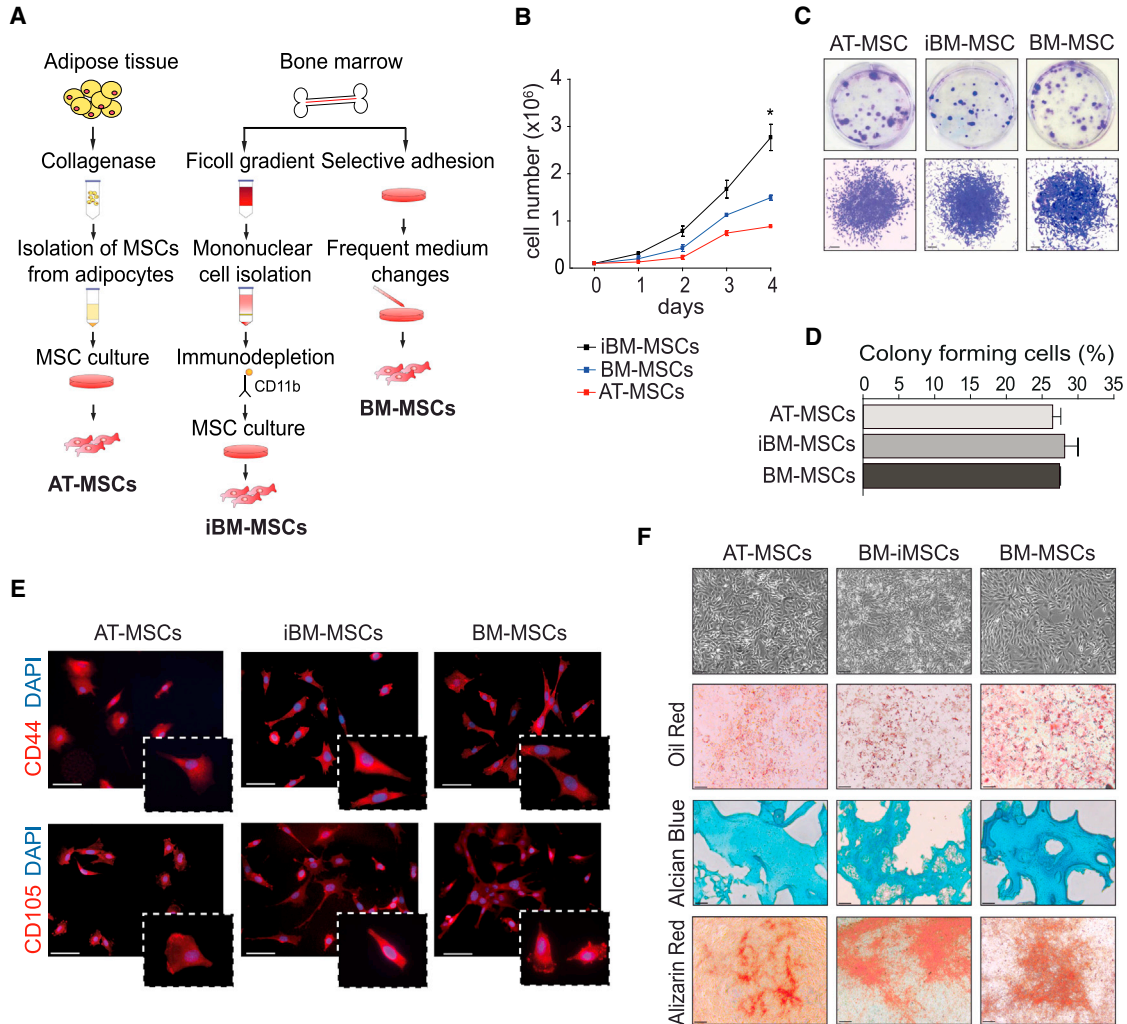 A
Adipose tissue
Bone marrow
Collagenase
Ficoll gradient
Selective adhesion
Isolation of MSCs
from adipocytes
Mononuclear
cell isolation
Frequent medium
changes
MSC culture
Immunodepletion
CD11b
BM-MSCs
MSC culture
AT-MSCs
iBM-MSCs
B
cell number (x10⁶)
4
3
2
1
0
*
0 1 2 3 4
days
iBM-MSCs
BM-MSCs
AT-MSCs
C
AT-MSC iBM-MSC BM-MSC
D
Colony forming cells (%)
0 5 10 15 20 25 30 35
AT-MSCs
iBM-MSCs
BM-MSCs
E
AT-MSCs iBM-MSCs BM-MSCs
CD44 DAPI
CD105 DAPI
F
AT-MSCs BM-iMSCs BM-MSCs
Oil Red
Alcian Blue
Alizarin Red